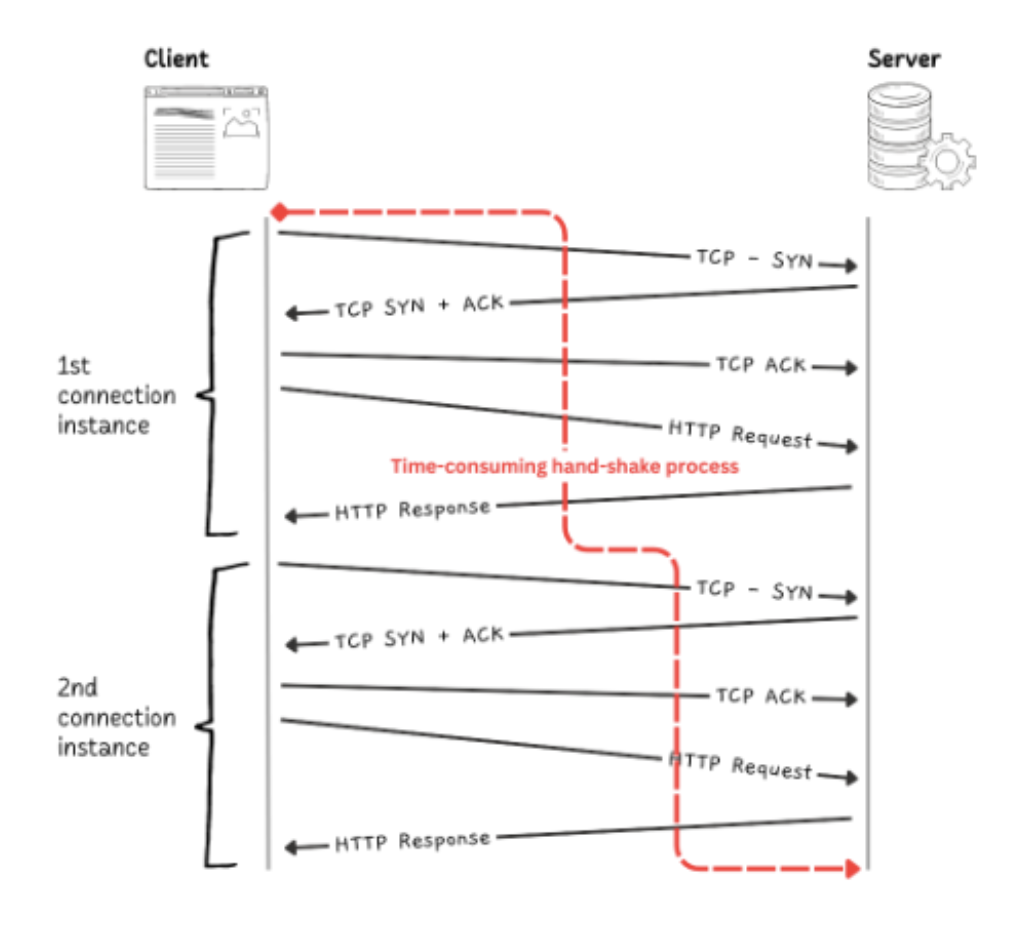 Client
Server
TCP - SYN
TCP SYN + ACK
1st
connection
instance
TCP ACK
HTTP Request
Time-consuming hand-shake process
HTTP Response
TCP - SYN
TCP SYN + ACK
2nd
connection
instance
TCP ACK
HTTP Request
HTTP Response